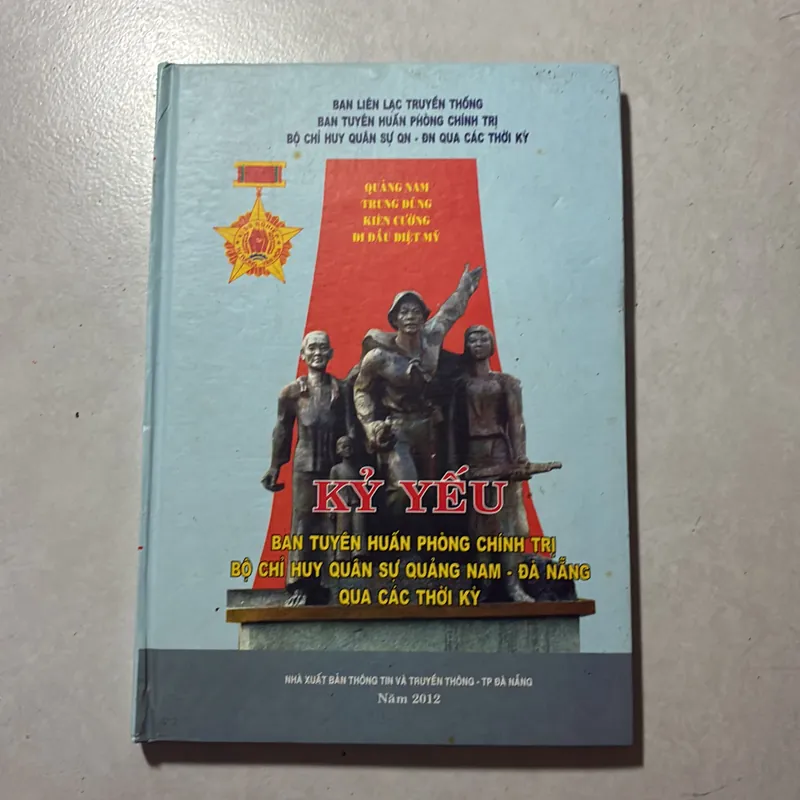 BAN LIÊN LẠC TRUYỀN THỐNG
BAN TUYÊN HUẤN PHÒNG CHÍNH TRỊ
BỘ CHỈ HUY QUÂN SỰ QN - ĐN QUA CÁC THỜI KỲ
QUẢNG NAM
TRUNG DŨNG
KIÊN CƯỜNG
ĐI ĐẦU DIỆT MỸ
KỶ YẾU
BAN TUYÊN HUẤN PHÒNG CHÍNH TRỊ
BỘ CHỈ HUY QUÂN SỰ QUẢNG NAM - ĐÀ NẴNG
QUA CÁC THỜI KỲ
NHÀ XUẤT BẢN THÔNG TIN VÀ TRUYỀN THÔNG - TP ĐÀ NẴNG
Năm 2012